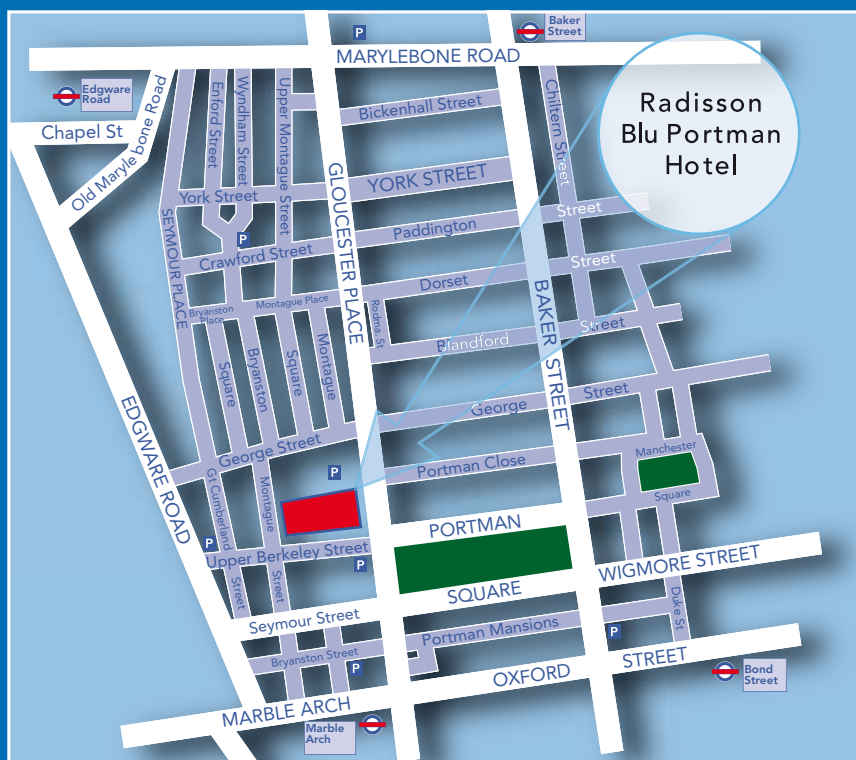 P
Baker
Street
MARYLEBONE ROAD
Edgware
Road
Chapel St
Old Maryle bone Road
Enford Street
Wyndham Street
Upper Montague Street
Bickenhall Street
Chiltern Street
Radisson
Blu Portman
Hotel
York Street
YORK STREET
GLOUCESTER PLACE
SEYMOUR PLACE
Paddington
Street
P
Crawford Street
Dorset
Street
Bryanston
Place
Montague Place
Rodma. St
BAKER STREET
Blandford
Street
Square
Bryanston
Square
Montague
EDGWARE ROAD
George
Street
George Street
Portman Close
Manchester
Square
P
Gt Cumberland
Street
Montague
Street
PORTMAN
SQUARE
P
Upper Berkeley Street
P
WIGMORE STREET
Seymour Street
Portman Mansions
P
Duke St
Bryanston Street
P
OXFORD STREET
Bond
Street
MARBLE ARCH
Marble
Arch